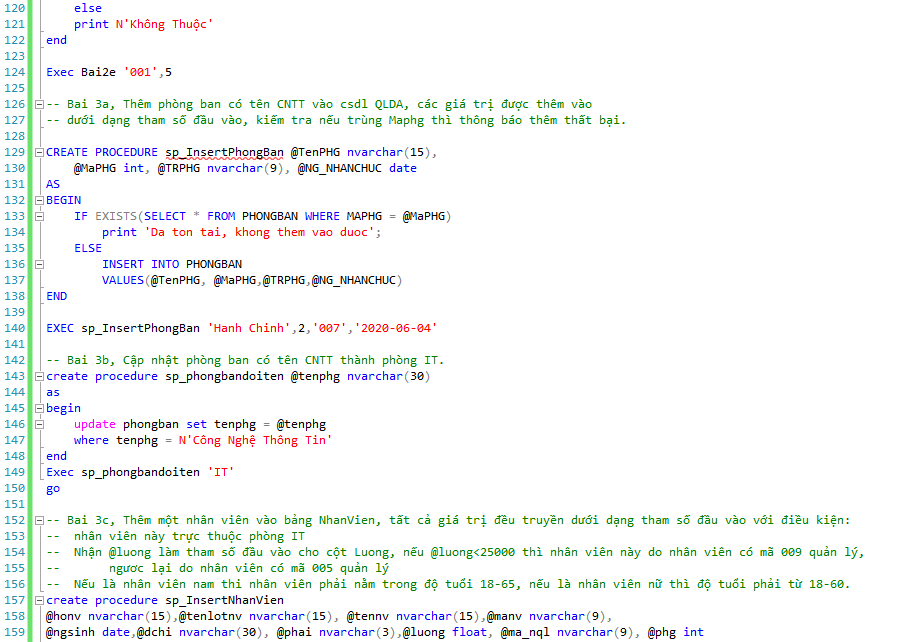 120 else
121 print N'Không Thuộc'
122 end
123
124 Exec Bai2e '001',5
125
126 -- Bai 3a, Thêm phòng ban có tên CNTT vào csdl QLDA, các giá trị được thêm vào
127 -- dưới dạng tham số đầu vào, kiểm tra nếu trùng Maphg thì thông báo thêm thất bại.
128
129 CREATE PROCEDURE sp_InsertPhongBan @TenPHG nvarchar(15),
130 @MaPHG int, @TRPHG nvarchar(9), @NG_NHANCHUC date
131 AS
132 BEGIN
133 IF EXISTS(SELECT * FROM PHONGBAN WHERE MAPHG = @MaPHG)
134 print 'Da ton tai, khong them vao duoc';
135 ELSE
136 INSERT INTO PHONGBAN
137 VALUES(@TenPHG, @MaPHG,@TRPHG,@NG_NHANCHUC)
138 END
139
140 EXEC sp_InsertPhongBan 'Hanh Chinh',2,'007','2020-06-04'
141
142 -- Bai 3b, Cập nhật phòng ban có tên CNTT thành phòng IT.
143 create procedure sp_phongbandoiten @tenphg nvarchar(30)
144 as
145 begin
146 update phongban set tenphg = @tenphg
147 where tenphg = N'Công Nghệ Thông Tin'
148 end
149 Exec sp_phongbandoiten 'IT'
150 go
151
152 -- Bai 3c, Thêm một nhân viên vào bảng NhanVien, tất cả giá trị đều truyền dưới dạng tham số đầu vào với điều kiện:
153 -- nhân viên này trực thuộc phòng IT
154 -- Nhận @luong làm tham số đầu vào cho cột Luong, nếu @luong<25000 thì nhân viên này do nhân viên có mã 009 quản lý,
155 -- ngươc lại do nhân viên có mã 005 quản lý
156 -- Nếu là nhân viên nam thi nhân viên phải nằm trong độ tuổi 18-65, nếu là nhân viên nữ thì độ tuổi phải từ 18-60.
157 create procedure sp_InsertNhanVien
158 @honv nvarchar(15),@tenlotnv nvarchar(15), @tennv nvarchar(15),@manv nvarchar(9),
159 @ngsinh date,@dchi nvarchar(30), @phai nvarchar(3),@luong float, @ma_nql nvarchar(9), @phg int